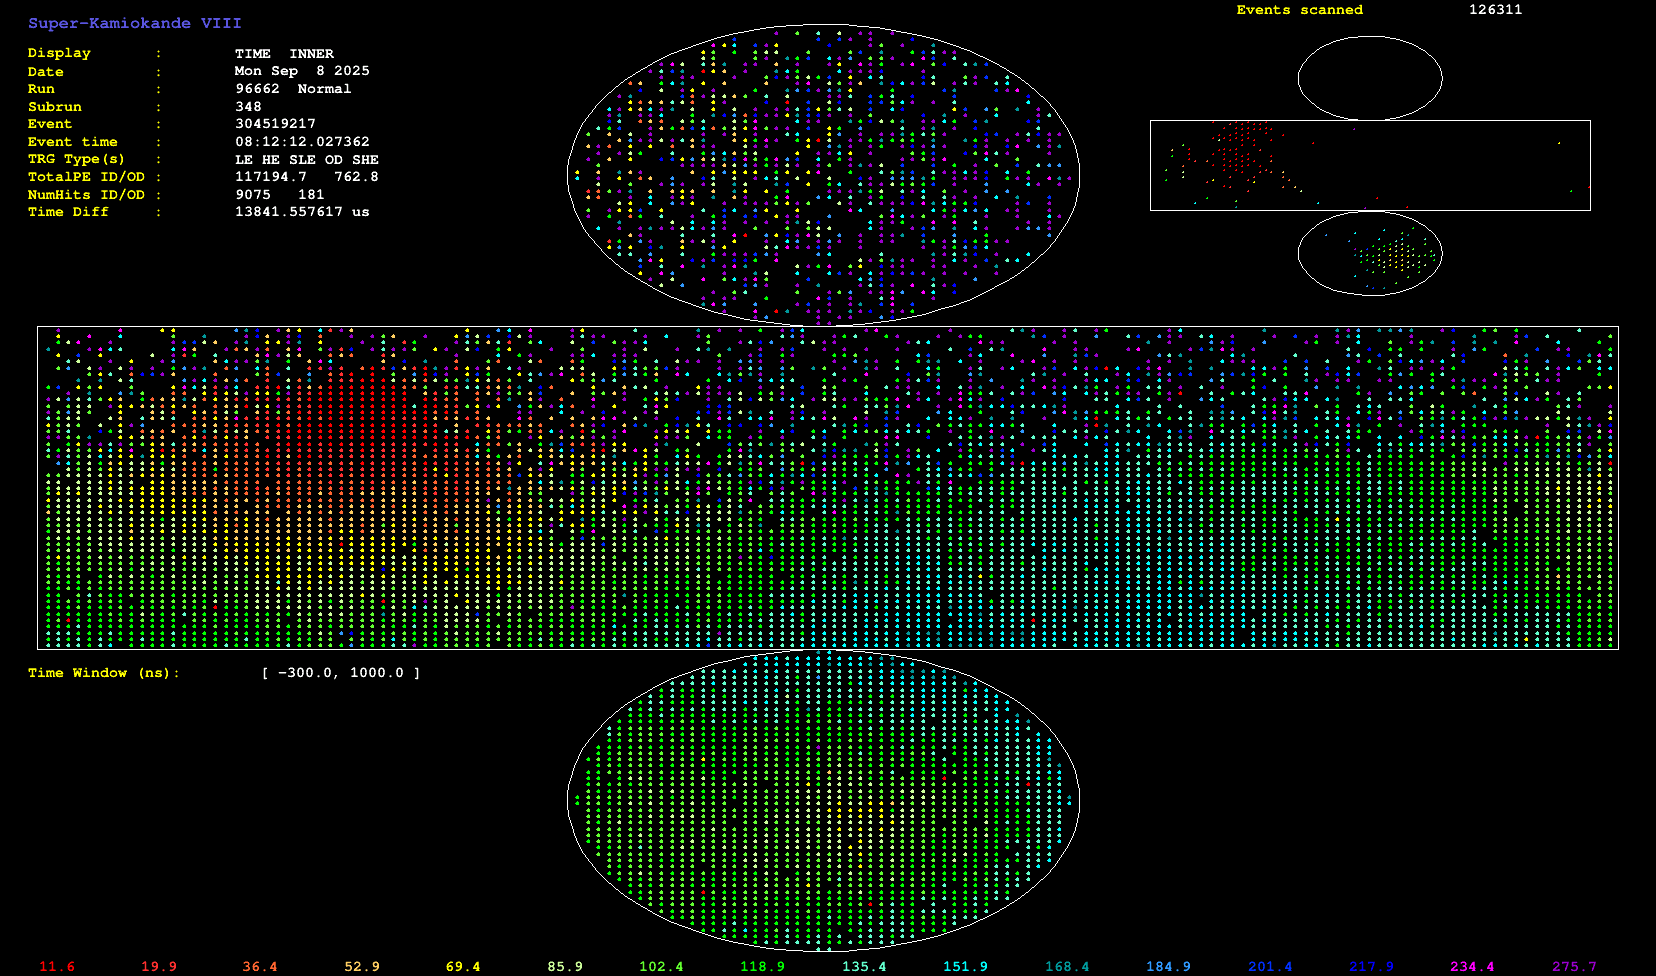 Super-Kamiokande VIII
Events scanned 126311
Display : TIME INNER
Date : Mon Sep 8 2025
Run : 96662 Normal
Subrun : 348
Event : 304519217
Event time : 08:12:12.027362
TRG Type(s) : LE HE SLE OD SHE
TotalPE ID/OD : 117194.7 762.8
NumHits ID/OD : 9075 181
Time Diff : 13841.557617 us
Time Window (ns): [ -300.0, 1000.0 ]
11.6 19.9 36.4 52.9 69.4 85.9 102.4 118.9 135.4 151.9 168.4 184.9 201.4 217.9 234.4 275.7